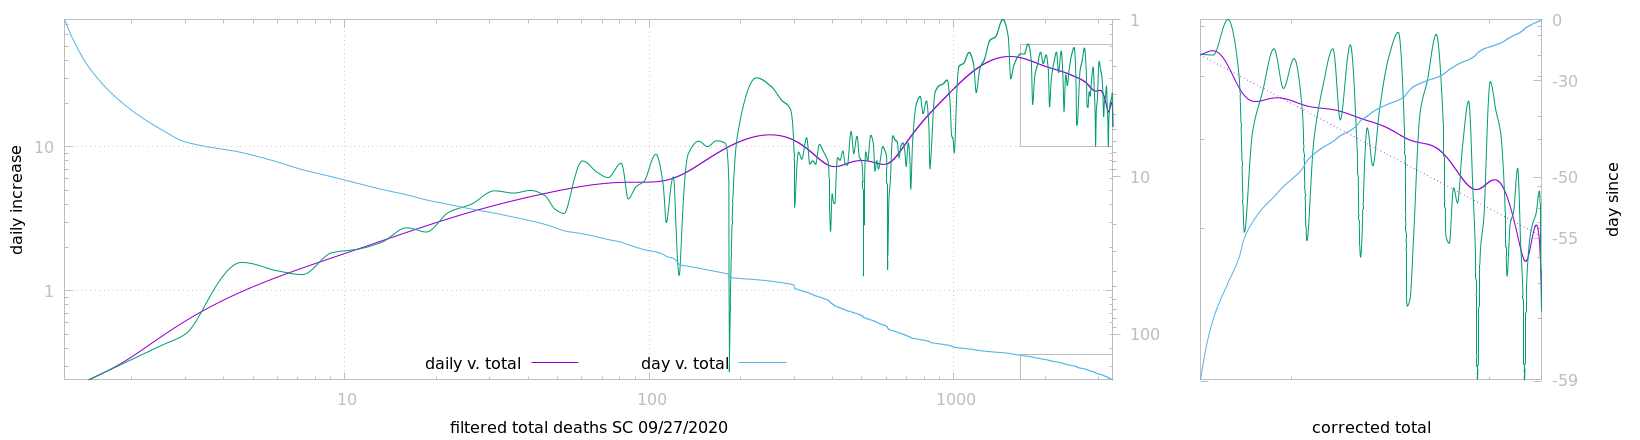 1
0
-30
10
daily increase
10
-50
day since
-55
1
100
daily v. total
day v. total
-59
10
100
1000
filtered total deaths SC 09/27/2020
corrected total